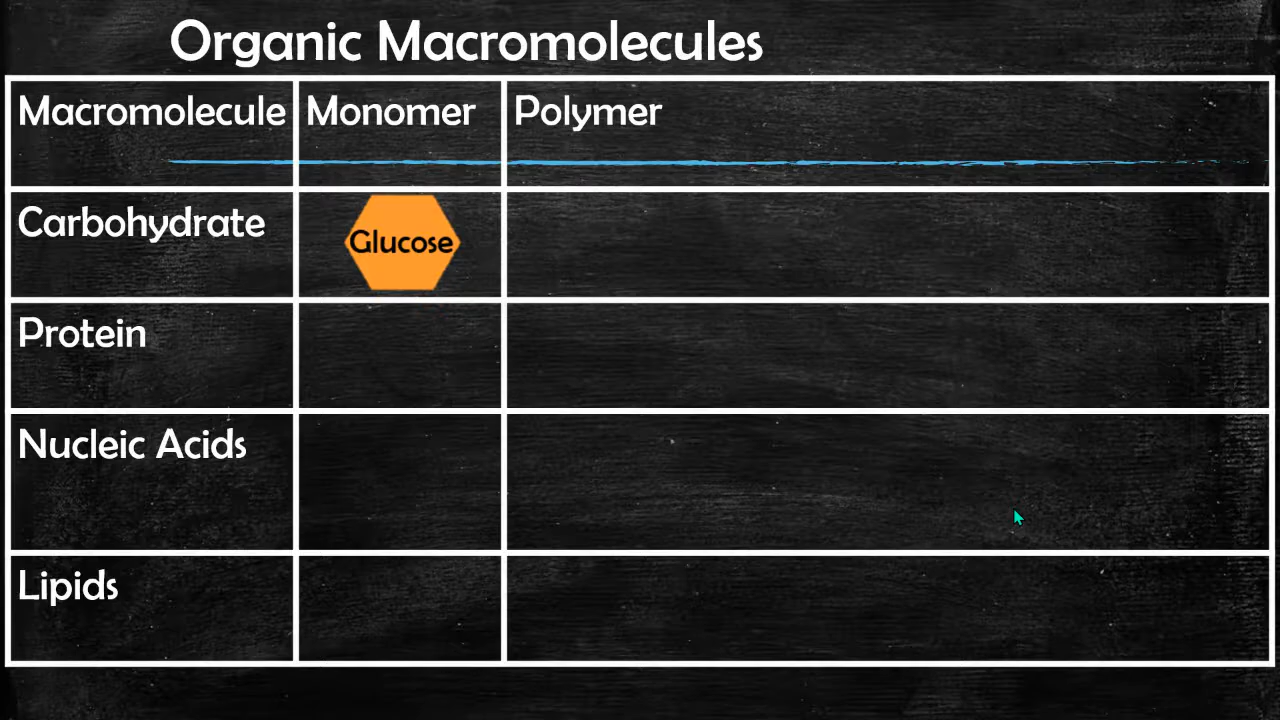 Organic Macromolecules
Macromolecule Monomer Polymer
Carbohydrate Glucose
Protein
Nucleic Acids
Lipids